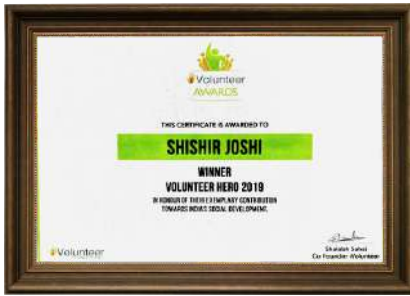 iVolunteer
AWARDS
THIS CERTIFICATE IS AWARDED TO
SHISHIR JOSHI
WINNER
VOLUNTEER HERO 2019
IN HONOUR OF THEIR EXEMPLARY CONTRIBUTION
TOWARDS INDIA'S SOCIAL DEVELOPMENT.
iVolunteer
Co Founder iVolunteer